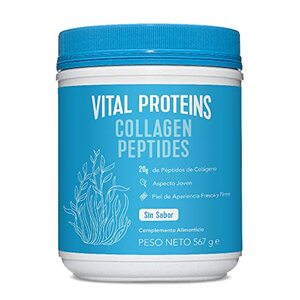 VITAL PROTEINS
COLLAGEN
PEPTIDES
20g de Péptidos de Colágeno
Aspecto Joven
Piel de Apariencia Fresca y Firme
Sin Sabor
Complemento Alimenticio
PESO NETO 567 g e